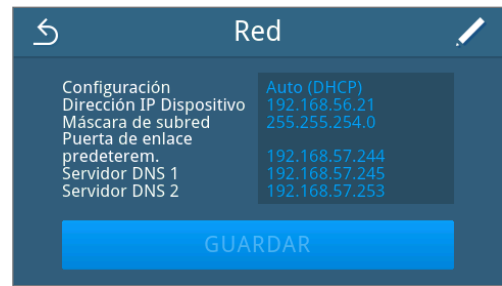 Red
Configuración Auto (DHCP)
Dirección IP Dispositivo 192.168.56.21
Máscara de subred 255.255.254.0
Puerta de enlace
predeterem. 192.168.57.244
Servidor DNS 1 192.168.57.245
Servidor DNS 2 192.168.57.253
GUARDAR